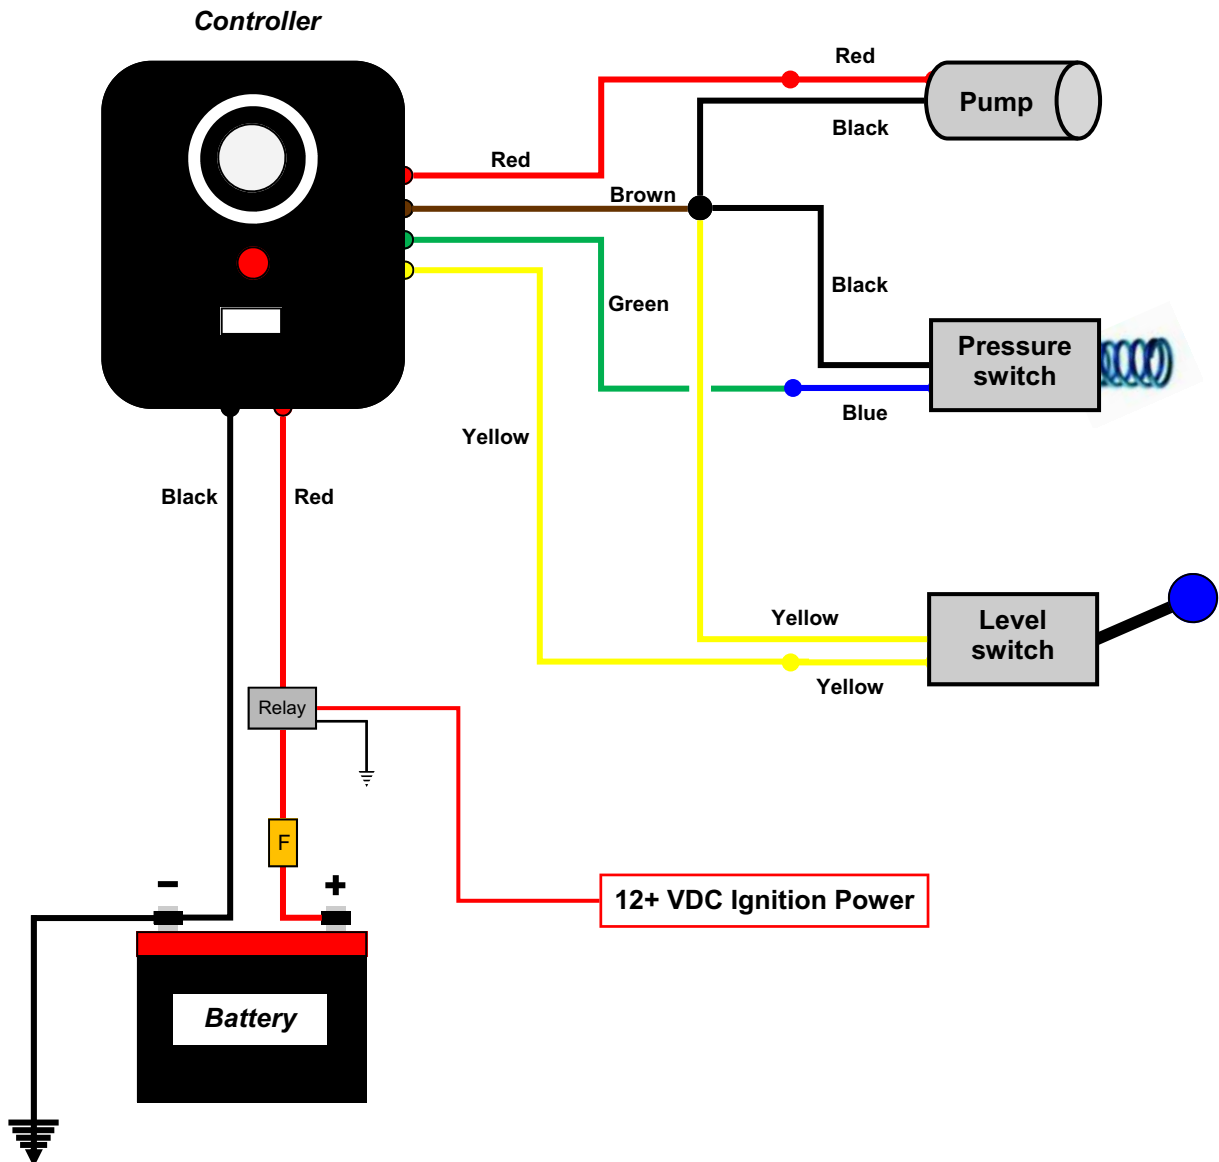 Controller
Red
Pump
Black
Red
Brown
Black
Green
Pressure
switch
Blue
Yellow
Black
Red
Yellow
Level
switch
Yellow
Relay
F
- +
12+ VDC Ignition Power
Battery